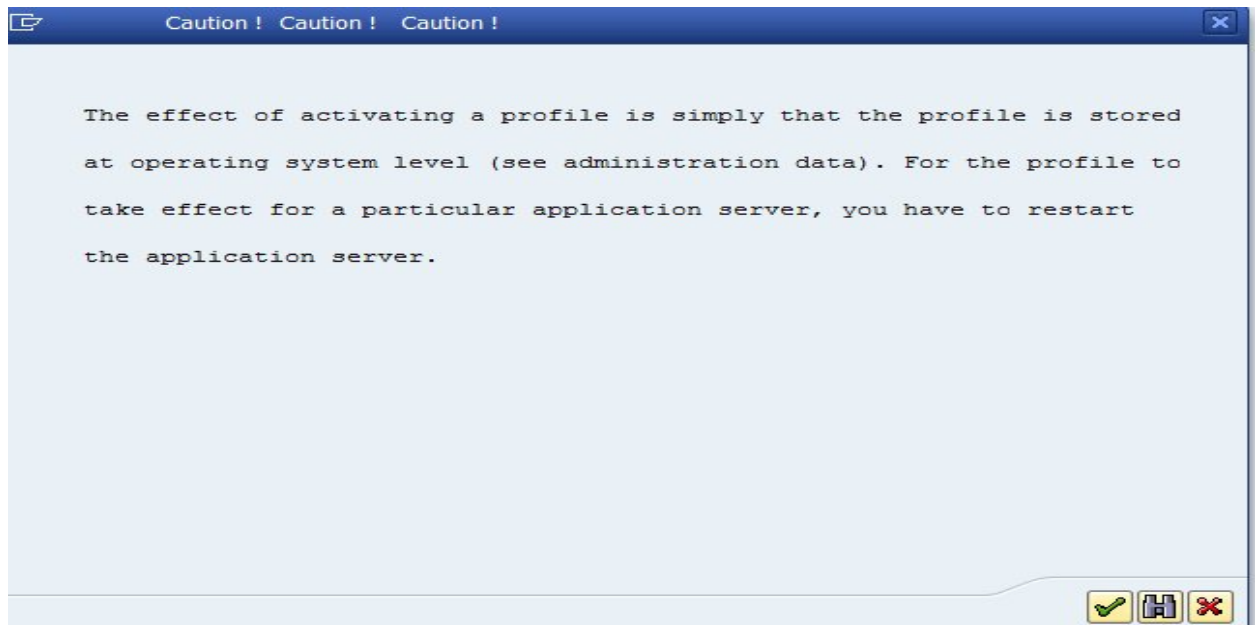 Caution ! Caution ! Caution !
The effect of activating a profile is simply that the profile is stored
at operating system level (see administration data). For the profile to
take effect for a particular application server, you have to restart
the application server.